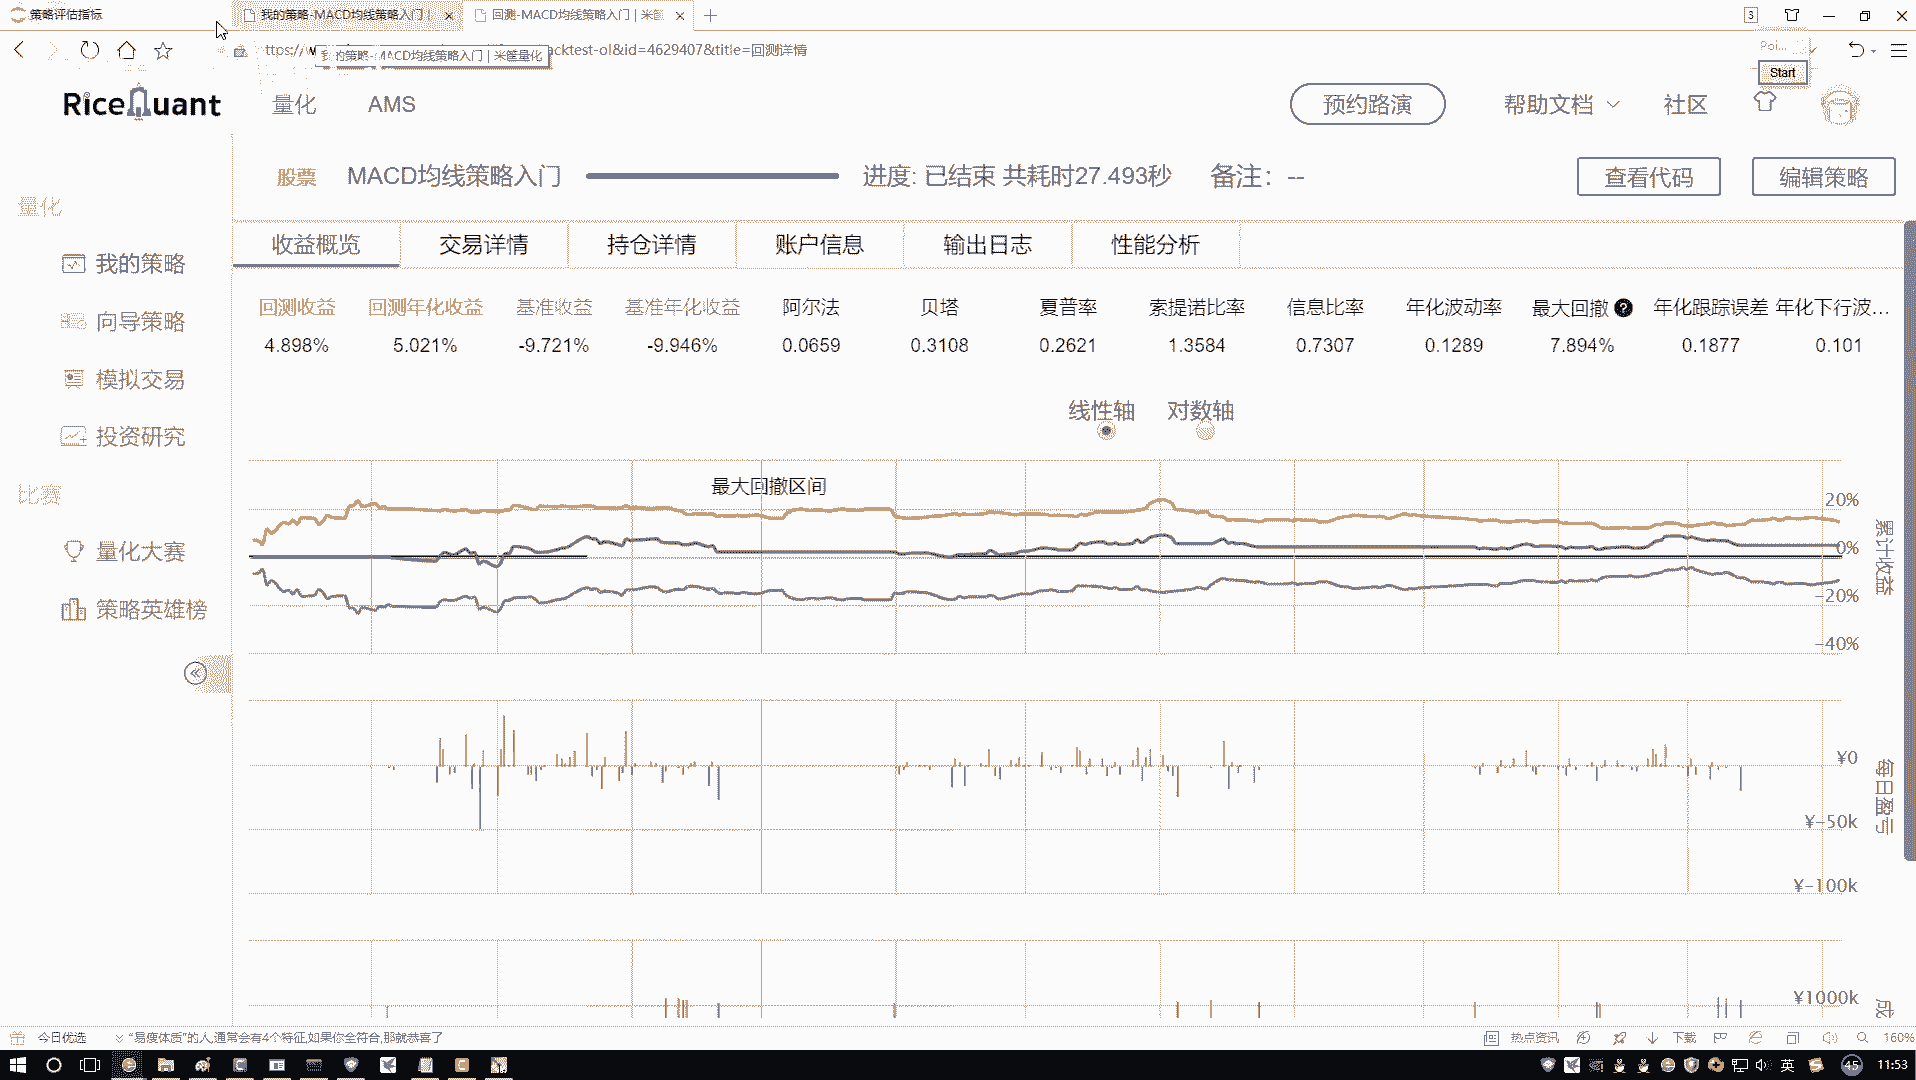 策略评估指标
我的策略-MACD均线策略入门 |
回测-MACD均线策略入门 | 米筐
3
acktest-ol&id=4629407&title=回测详情
我的策略-MACD均线策略入门 | 米筐量化
Poi...
Start
RiceQuant
量化
AMS
预约路演
帮助文档
社区
股票
MACD均线策略入门
进度: 已结束 共耗时27.493秒
备注: --
查看代码
编辑策略
量化
我的策略
向导策略
模拟交易
投资研究
比赛
量化大赛
策略英雄榜
收益概览
交易详情
持仓详情
账户信息
输出日志
性能分析
回测收益 回测年化收益 基准收益 基准年化收益 阿尔法 贝塔 夏普率 索提诺比率 信息比率 年化波动率 最大回撤 ? 年化跟踪误差 年化下行波...
4.898% 5.021% -9.721% -9.946% 0.0659 0.3108 0.2621 1.3584 0.7307 0.1289 7.894% 0.1877 0.101
线性轴 对数轴
最大回撤区间
20%
0%
-20%
-40%
累计收益
¥0
¥-50k
¥-100k
每日盈亏
¥1000k
成
今日优选
“易瘦体质”的人,通常会有4个特征,如果你全符合,那就恭喜了
热点资讯
下载
160%
英
45
11:53